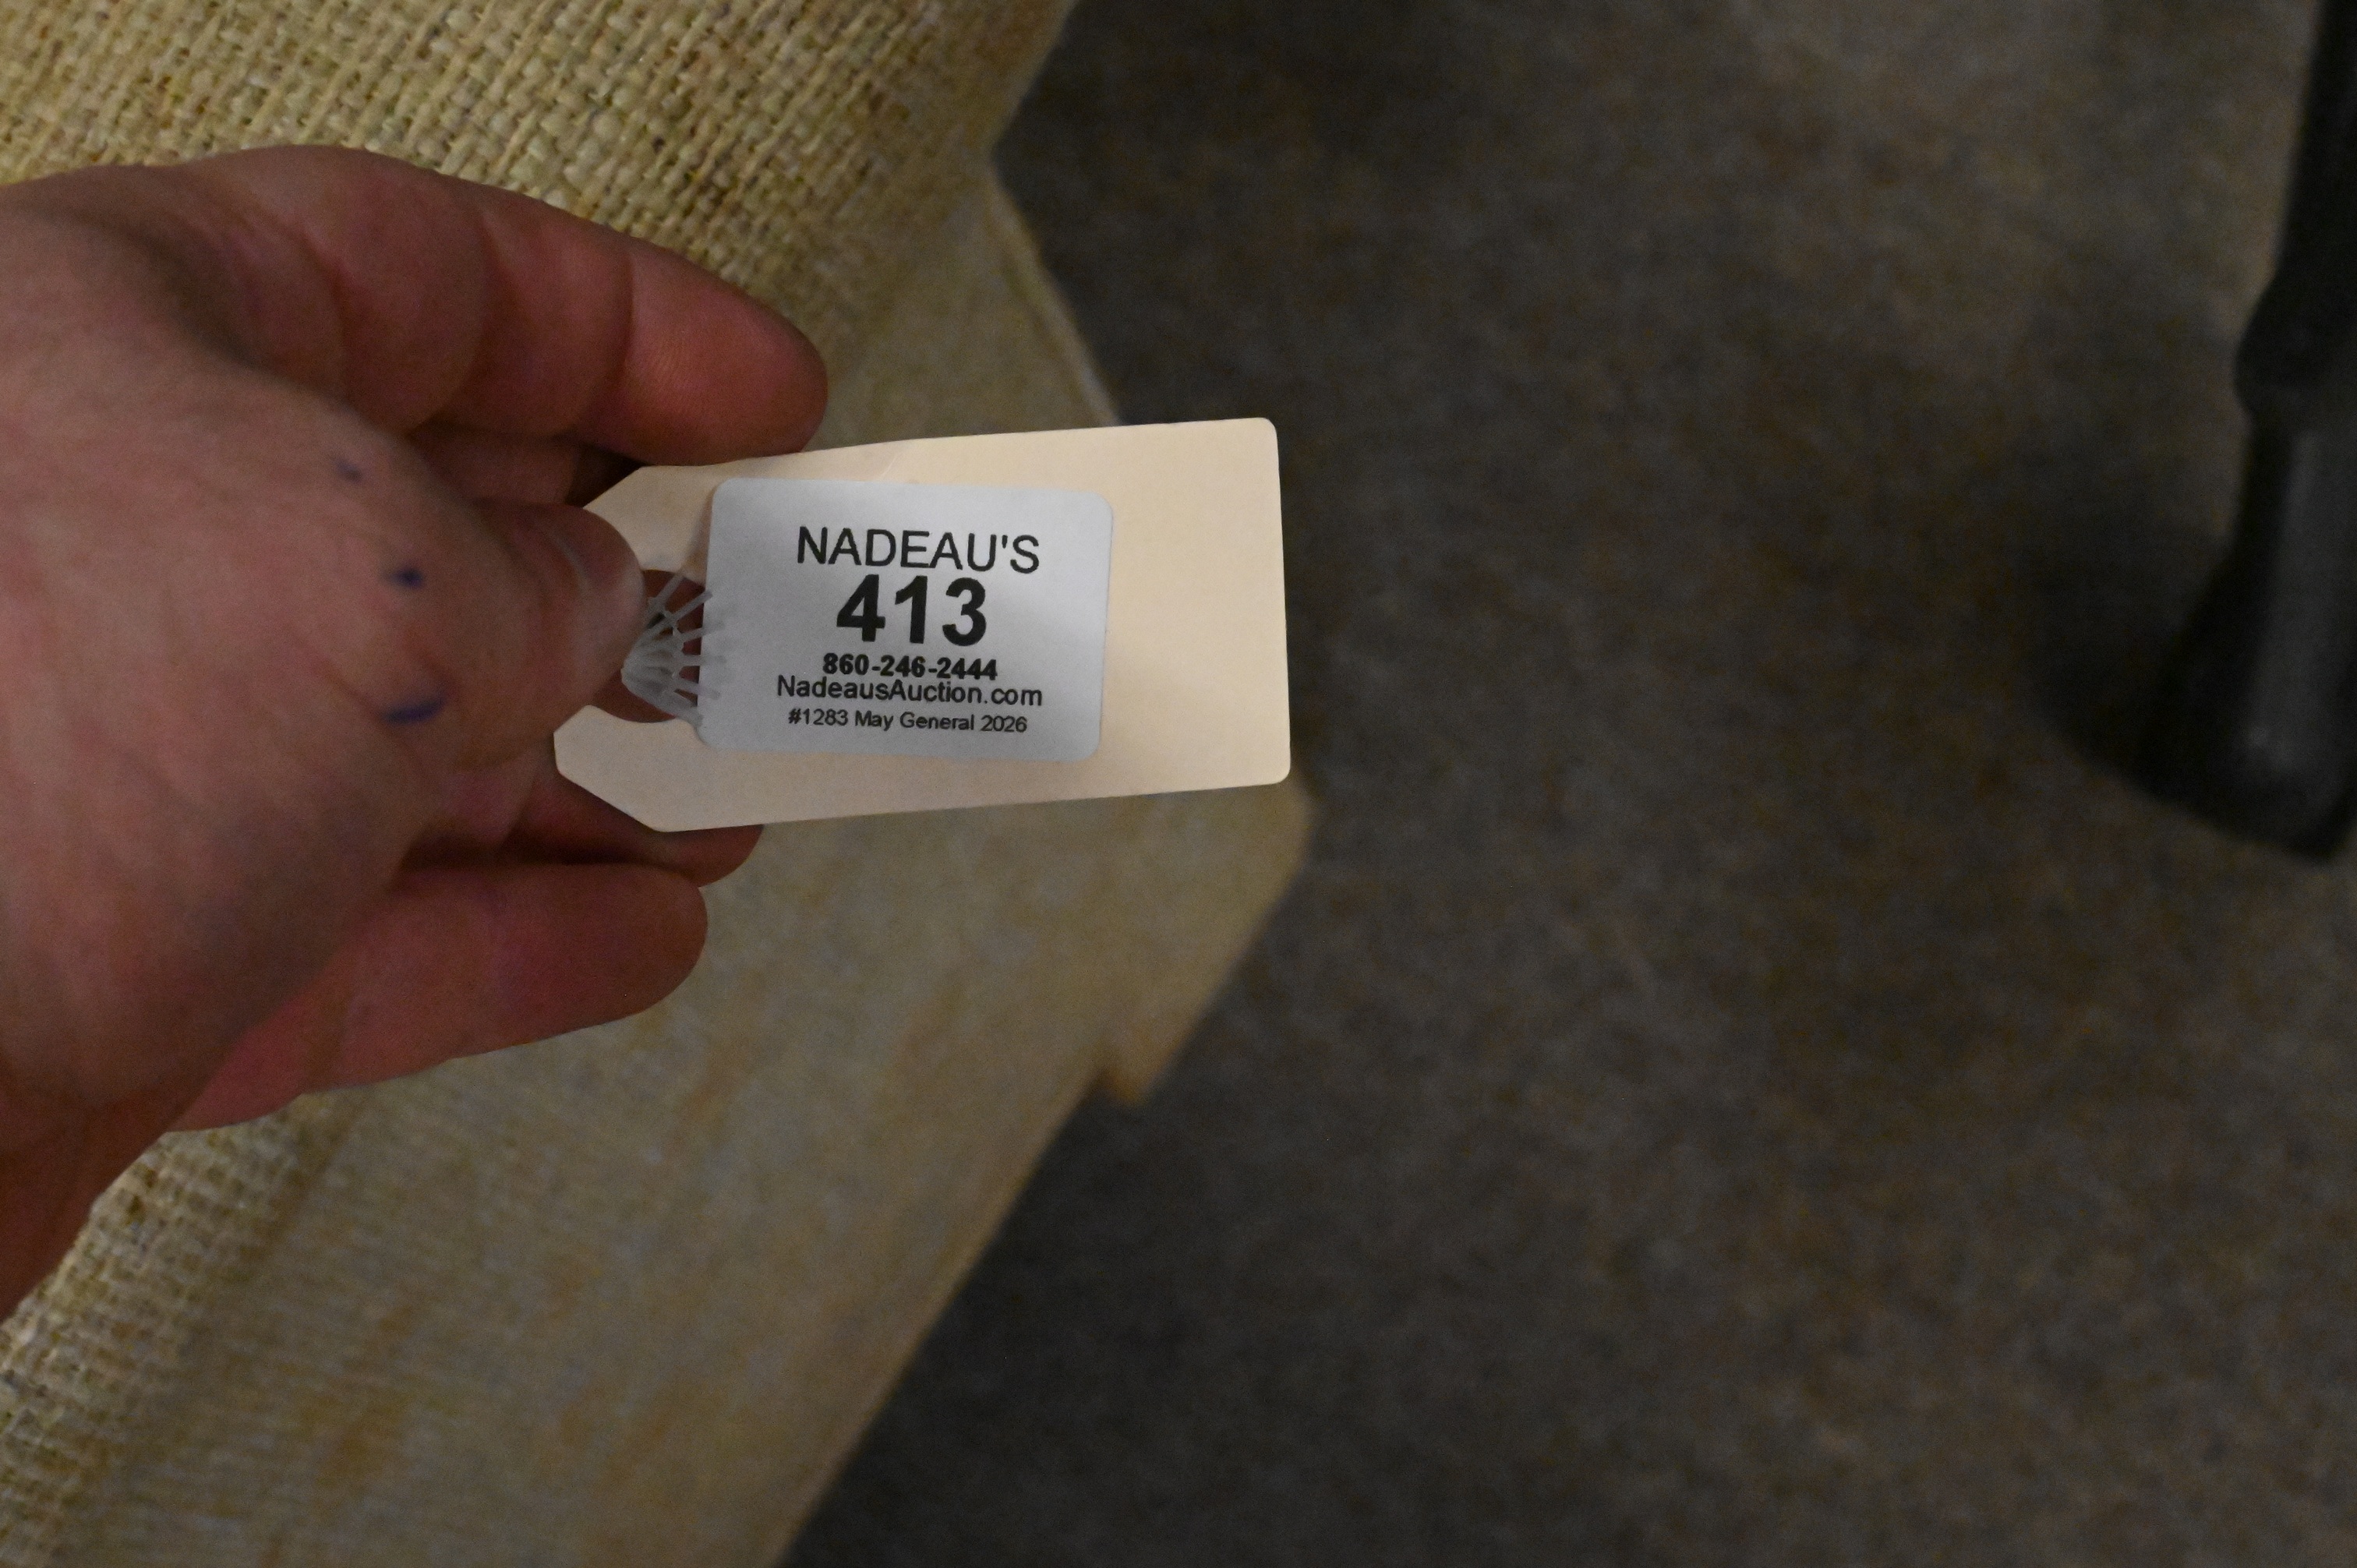 NADEAU'S
413
860-246-2444
NadeausAuction.com
#1283 May General 2026